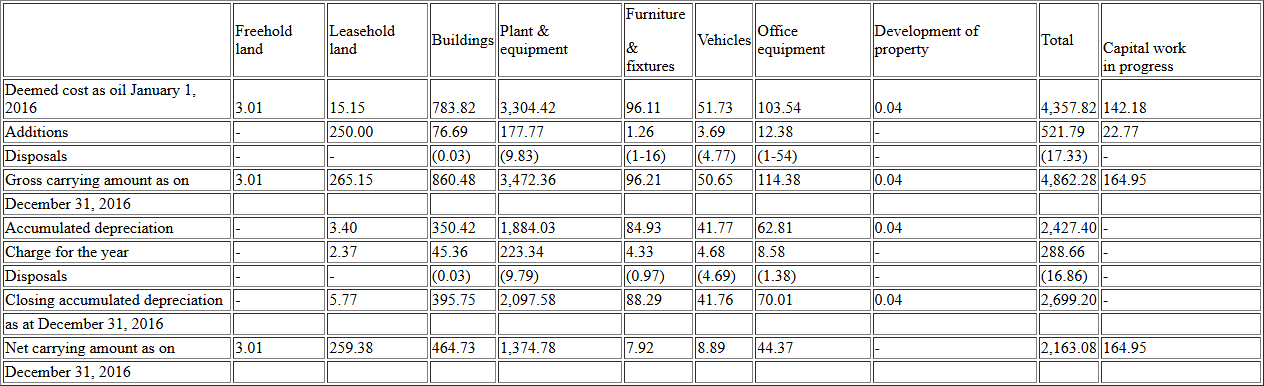 Freehold land Leasehold land Buildings Plant & equipment Furniture & fixtures Vehicles Office equipment Development of property Total Capital work in progress
Deemed cost as oil January 1, 2016 3.01 15.15 783.82 3,304.42 96.11 51.73 103.54 0.04 4,357.82 142.18
Additions - 250.00 76.69 177.77 1.26 3.69 12.38 - 521.79 22.77
Disposals - - (0.03) (9.83) (1-16) (4.77) (1-54) - (17.33) -
Gross carrying amount as on 3.01 265.15 860.48 3,472.36 96.21 50.65 114.38 0.04 4,862.28 164.95
December 31, 2016
Accumulated depreciation - 3.40 350.42 1,884.03 84.93 41.77 62.81 0.04 2,427.40 -
Charge for the year - 2.37 45.36 223.34 4.33 4.68 8.58 - 288.66 -
Disposals - - (0.03) (9.79) (0.97) (4.69) (1.38) - (16.86) -
Closing accumulated depreciation - 5.77 395.75 2,097.58 88.29 41.76 70.01 0.04 2,699.20 -
as at December 31, 2016
Net carrying amount as on 3.01 259.38 464.73 1,374.78 7.92 8.89 44.37 - 2,163.08 164.95
December 31, 2016